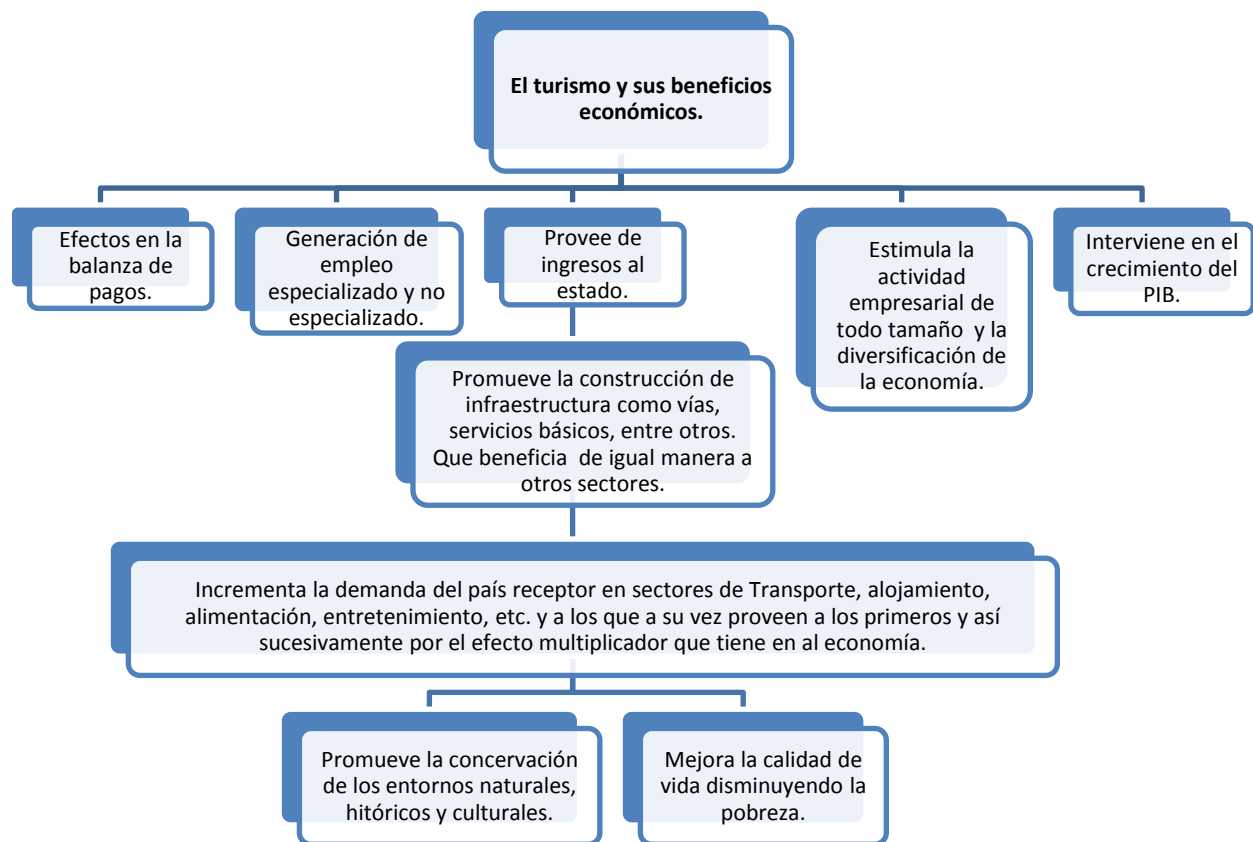 El turismo y sus beneficios
económicos.
Efectos en la
balanza de
pagos.
Generación de
empleo
especializado y no
especializado.
Provee de
ingresos al
estado.
Estimula la
actividad
empresarial de
todo tamaño y la
diversificación de
la economía.
Interviene en el
crecimiento del
PIB.
Promueve la construcción de
infraestructura como vías,
servicios básicos, entre otros.
Que beneficia de igual manera a
otros sectores.
Incrementa la demanda del país receptor en sectores de Transporte, alojamiento,
alimentación, entretenimiento, etc. y a los que a su vez proveen a los primeros y así
sucesivamente por el efecto multiplicador que tiene en al economía.
Promueve la concervación
de los entornos naturales,
hitóricos y culturales.
Mejora la calidad de
vida disminuyendo la
pobreza.